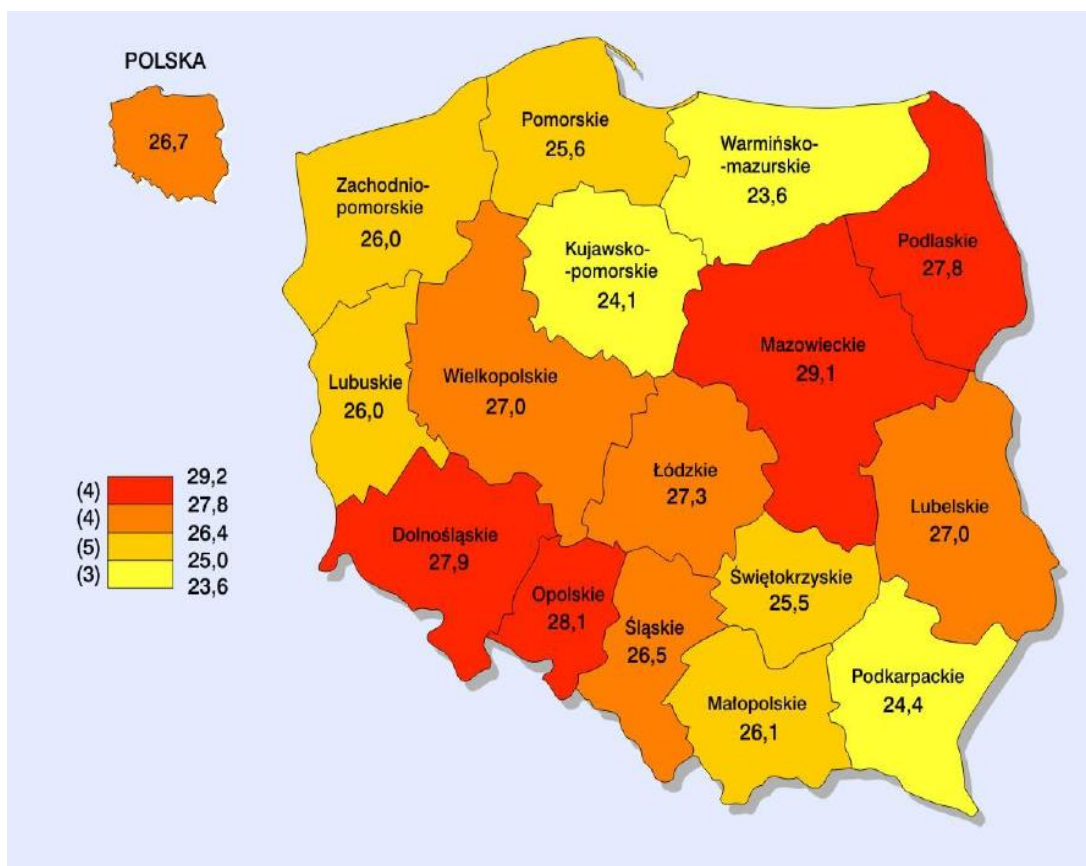 POLSKA
26,7
Pomorskie
25,6
Warmińsko-
-mazurskie
23,6
Zachodnio-
pomorskie
26,0
Kujawsko-
-pomorskie
24,1
Podlaskie
27,8
Mazowieckie
29,1
Lubuskie
26,0
Wielkopolskie
27,0
Łódzkie
27,3
Lubelskie
27,0
Dolnośląskie
27,9
Opolskie
28,1
Śląskie
26,5
Świętokrzyskie
25,5
Małopolskie
26,1
Podkarpackie
24,4
29,2
(4)
27,8
(4)
26,4
(5)
25,0
(3)
23,6